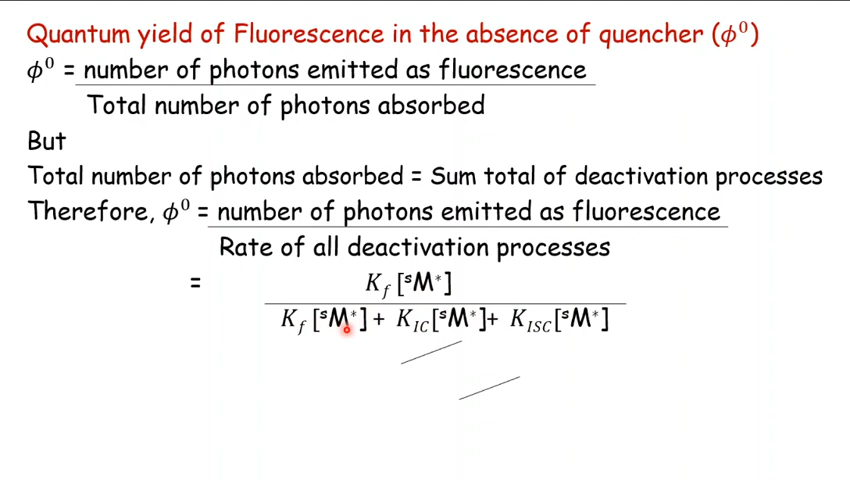 Quantum yield of Fluorescence in the absence of quencher (ϕ⁰)
ϕ⁰ = number of photons emitted as fluorescence
Total number of photons absorbed
But
Total number of photons absorbed = Sum total of deactivation processes
Therefore, ϕ⁰ = number of photons emitted as fluorescence
Rate of all deactivation processes
= K_f [ˢM*]
K_f [ˢM*] + K_IC[ˢM*]+ K_ISC[ˢM*]